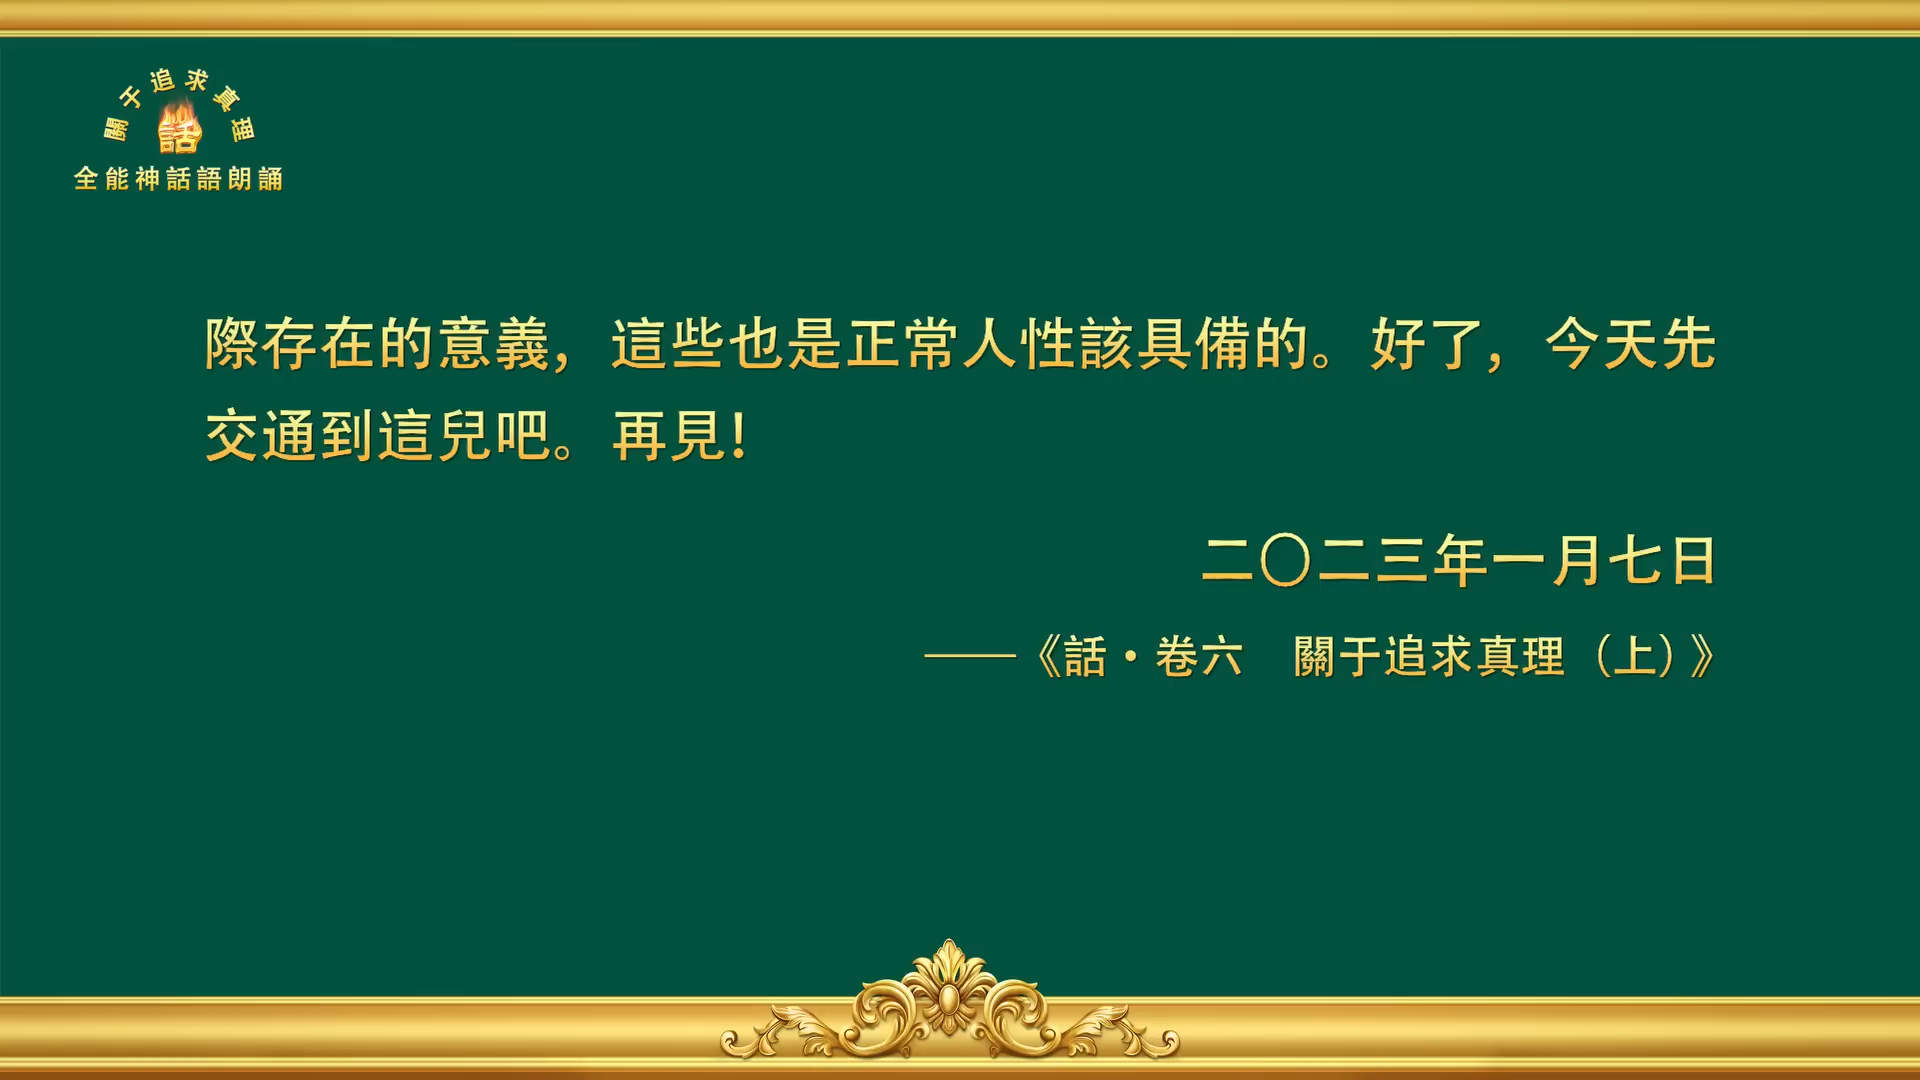 關于追求真理
話
全能神話語朗誦
際存在的意義，這些也是正常人性該具備的。好了，今天先
交通到這兒吧。再見！
二〇二三年一月七日
——《話・卷六　關于追求真理（上）》